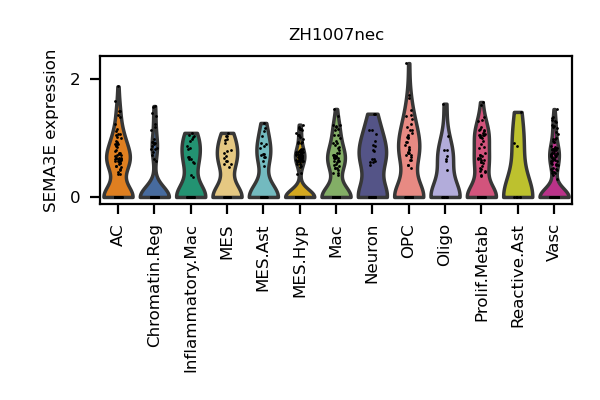 ZH1007nec
SEMA3E expression
2
0
AC
Chromatin.Reg
Inflammatory.Mac
MES
MES.Ast
MES.Hyp
Mac
Neuron
OPC
Oligo
Prolif.Metab
Reactive.Ast
Vasc